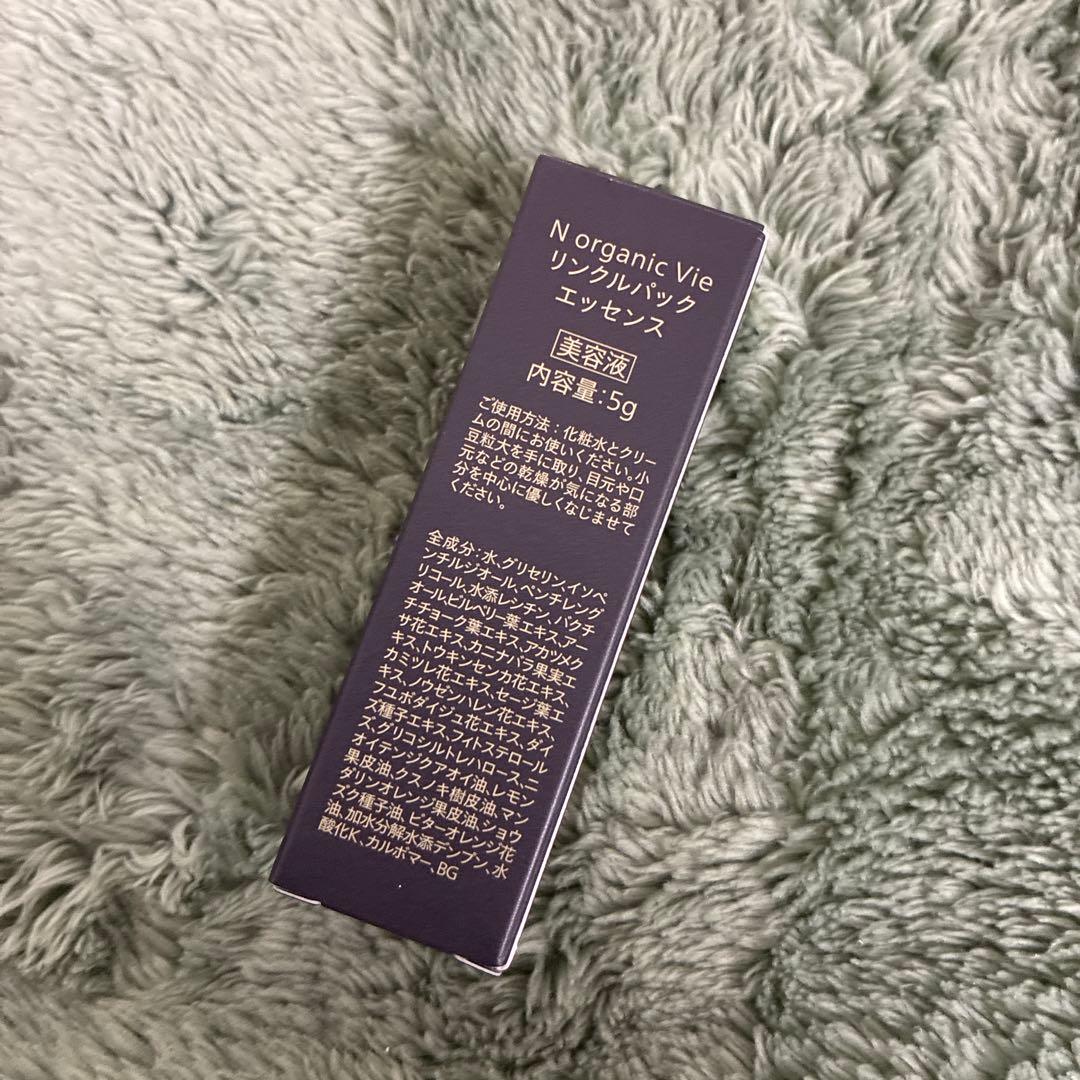 N organic Vie
リンクルパック
エッセンス
美容液
内容量:5g
ご使用方法:化粧水とクリー
ムの間にお使いください。小
豆粒大を手に取り、目元や口
元などの乾燥が気になる部
分を中心に優しくなじませて
ください。
全成分:水、グリセリン、イソペ
ンチルジオール、ペンチレング
リコール、水添レシチン、バクチ
オール、ビルベリー葉エキス、アー
チチョーク葉エキス、アカツメク
サ花エキス、カニナバラ果実エ
キス、トウキンセンカ花エキス、
カミツレ花エキス、セージ葉エ
キス、ノウゼンハレン花エキス、
フユボダイジュ花エキス、ダイ
ズ種子エキス、フィトステロール
ズ、グリコシルトレハロース、ニ
オイテンジクアオイ油、レモン
果皮油、クスノキ樹皮油、マン
ダリンオレンジ果皮油、ショウ
ズク種子油、ビターオレンジ花
油、加水分解水添デンプン、水
酸化K、カルボマー、BG